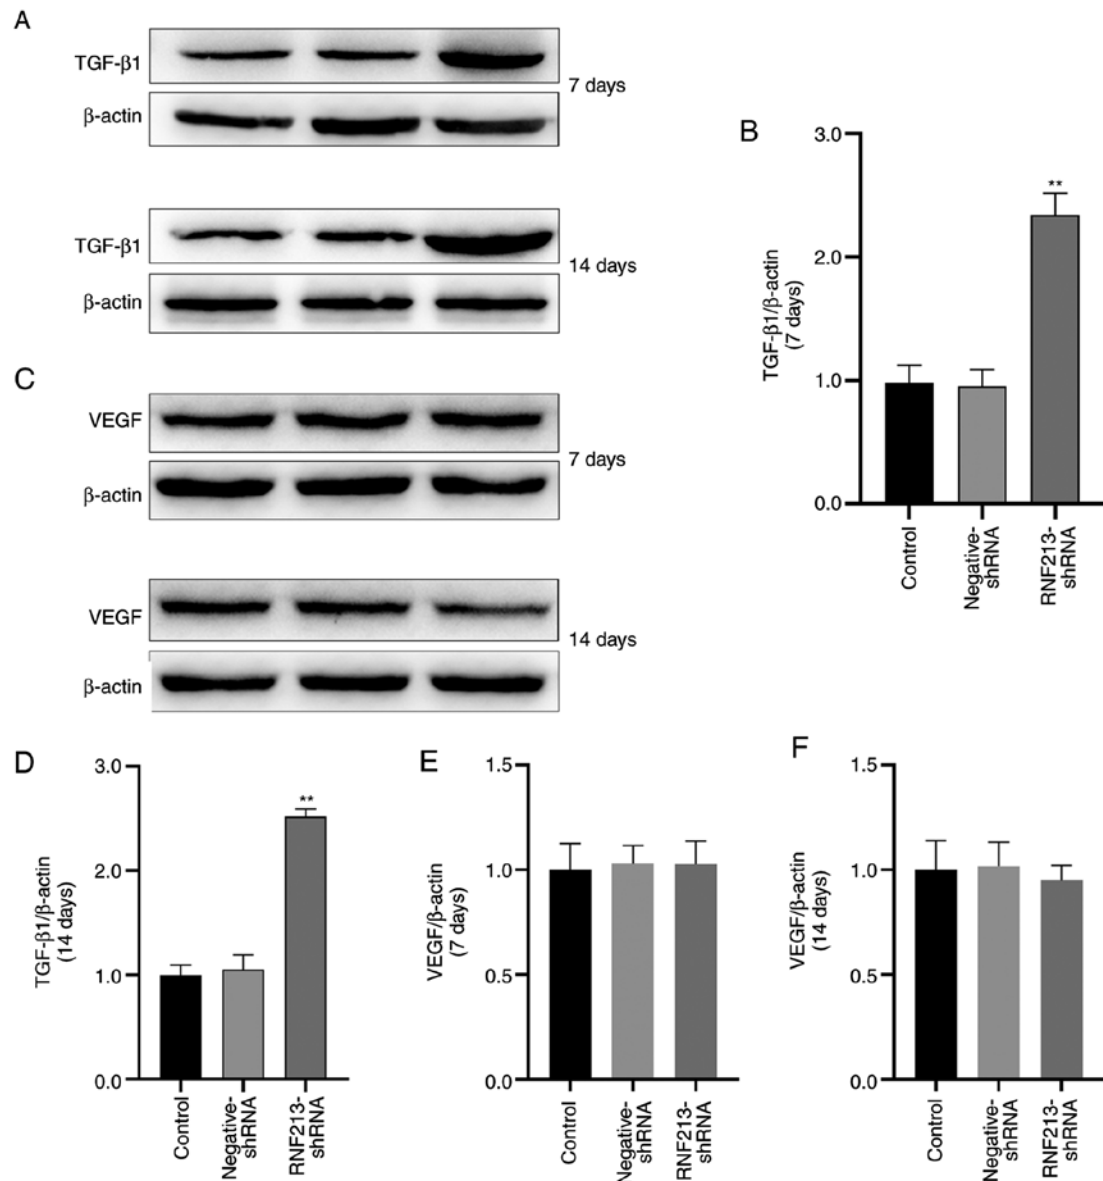 A
TGF-β1
7 days
β-actin
TGF-β1
14 days
β-actin
B
3.0
2.0
1.0
0.0
TGF-β1/β-actin
(7 days)
**
Control
Negative-
shRNA
RNF213-
shRNA
C
VEGF
7 days
β-actin
VEGF
14 days
β-actin
D
3.0
2.0
1.0
0.0
TGF-β1/β-actin
(14 days)
**
Control
Negative-
shRNA
RNF213-
shRNA
E
1.5
1.0
0.5
0.0
VEGF/β-actin
(7 days)
Control
Negative-
shRNA
RNF213-
shRNA
F
1.5
1.0
0.5
0.0
VEGF/β-actin
(14 days)
Control
Negative-
shRNA
RNF213-
shRNA